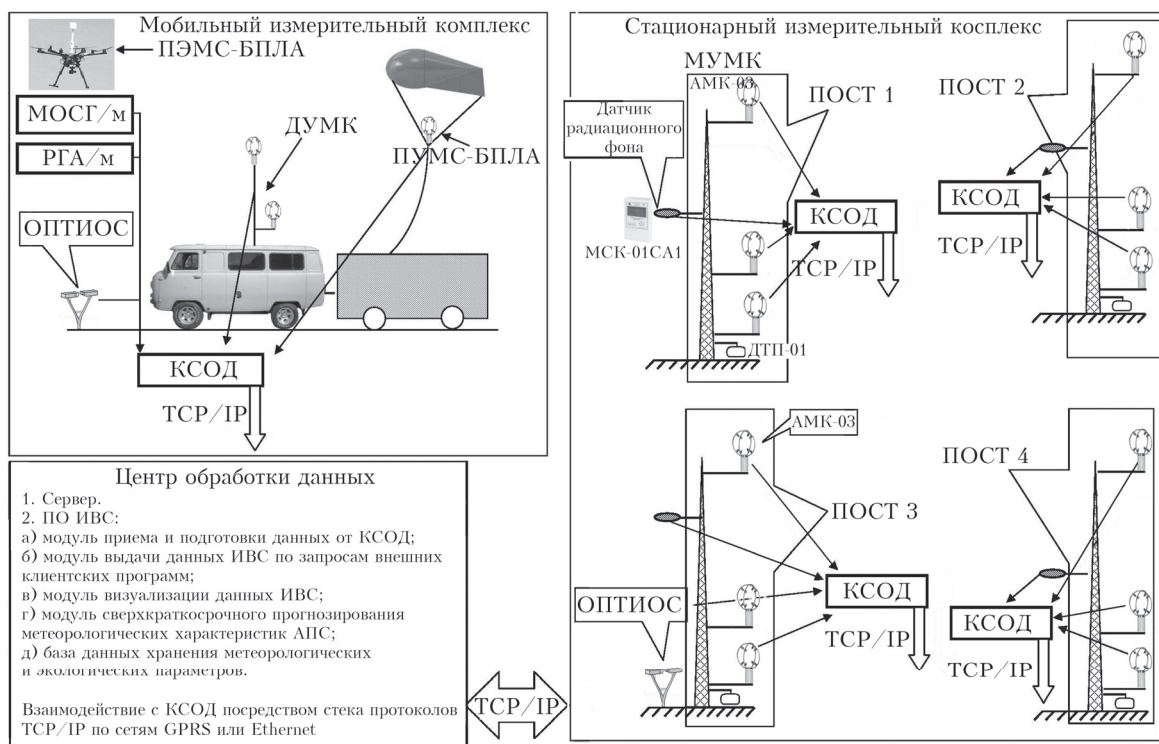 Мобильный измерительный комплекс
ПЭМС-БПЛА
МОСГ/м
РГА/м
ДУМК
ПУМС-БПЛА
ОПТИОС
КСОД
TCP/IP
Стационарный измерительный косплекс
МУМК
АМК-03
ПОСТ 1
Датчик
радиационного
фона
МСК-01СА1
КСОД
TCP/IP
ДТП-01
ПОСТ 2
КСОД
TCP/IP
АМК-03
ПОСТ 3
ОПТИОС
КСОД
TCP/IP
ПОСТ 4
КСОД
TCP/IP
Центр обработки данных
1. Сервер.
2. ПО ИВС:
а) модуль приема и подготовки данных от КСОД;
б) модуль выдачи данных ИВС по запросам внешних
клиентских программ;
в) модуль визуализации данных ИВС;
г) модуль сверхкраткосрочного прогнозирования
метеорологических характеристик АПС;
д) база данных хранения метеорологических
и экологических параметров.
Взаимодействие с КСОД посредством стека протоколов
TCP/IP по сетям GPRS или Ethernet
TCP/IP